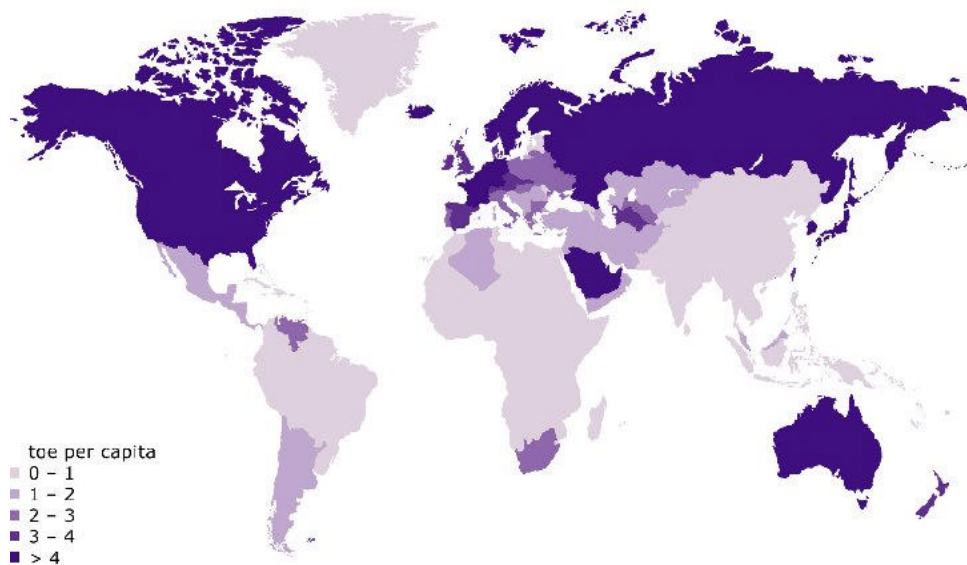 toe per capita
0 – 1
1 – 2
2 – 3
3 – 4
> 4